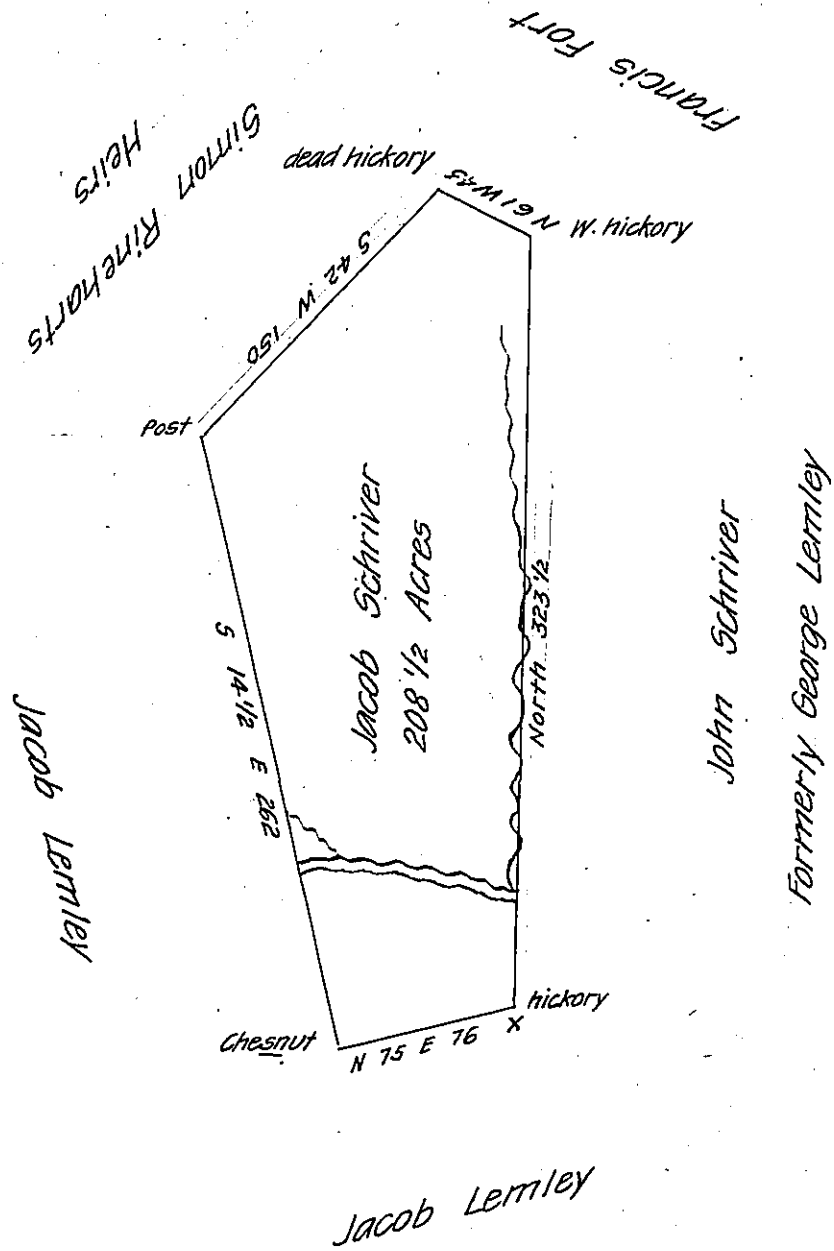 Francis Fort
Simon Rineharts
Heirs
dead hickory
N 61 W 43
W. hickory
S 42 W 150
Post
Jacob Schriver
208 1/2 Acres
North 323 1/2
John Schriver
Formerly George Lemley
S 14 1/2 E 262
Jacob Lemley
hickory
X
Chesnut
N 75 E 76
Jacob Lemley